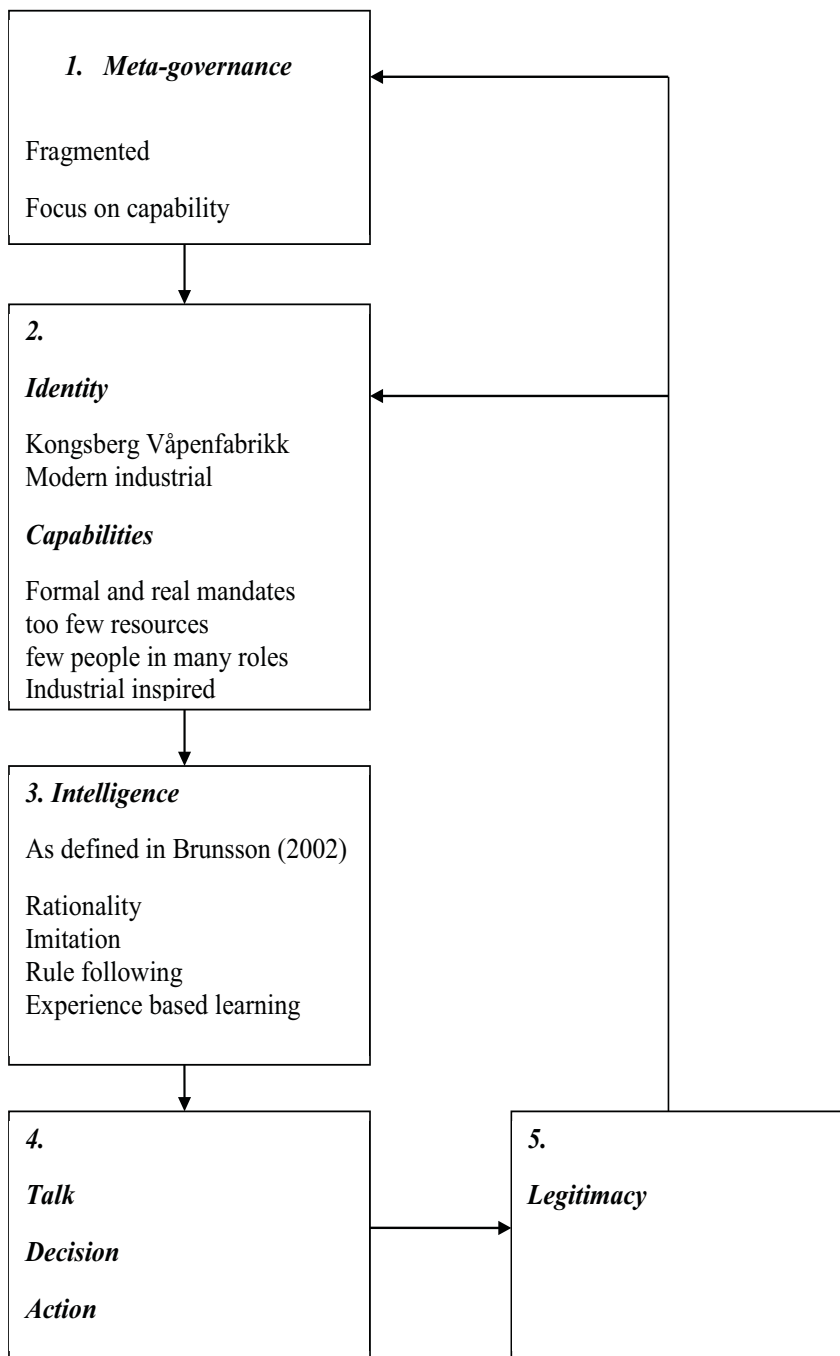 1. Meta-governance
Fragmented
Focus on capability
2.
Identity
Kongsberg Våpenfabrikk
Modern industrial
Capabilities
Formal and real mandates
too few resources
few people in many roles
Industrial inspired
3. Intelligence
As defined in Brunsson (2002)
Rationality
Imitation
Rule following
Experience based learning
4.
Talk
Decision
Action
5.
Legitimacy